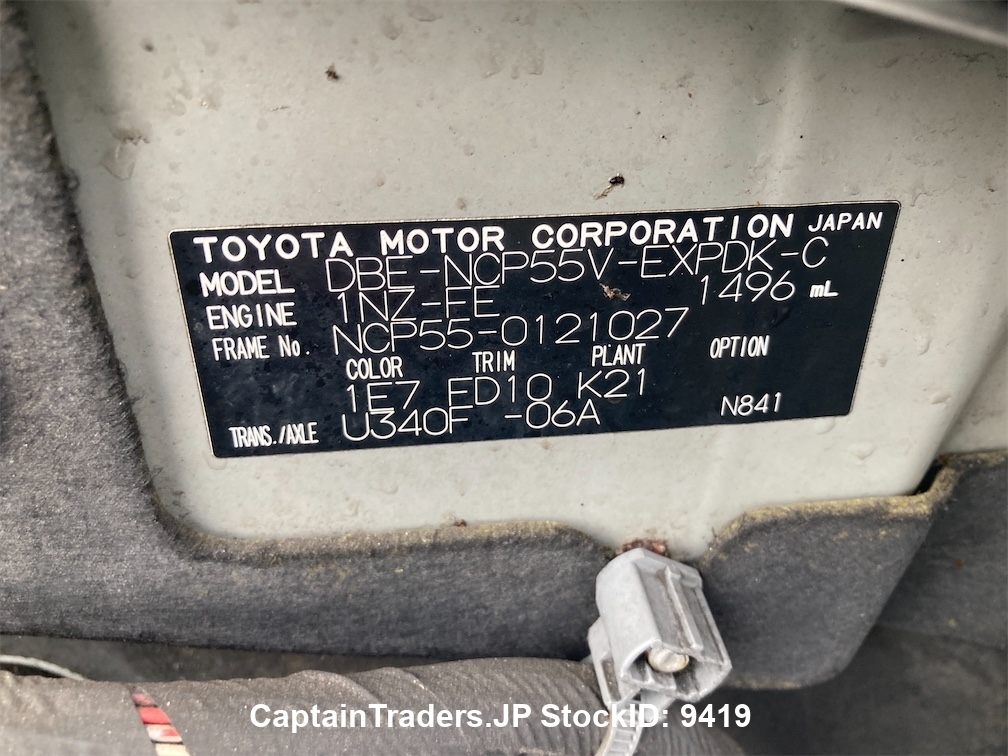 TOYOTA MOTOR CORPORATION JAPAN
MODEL DBE-NCP55V-EXPDK-C
ENGINE 1NZ-FE 1496 mL
FRAME No. NCP55-0121027
COLOR TRIM PLANT OPTION
1E7 FD10 K21
TRANS./AXLE U340F -06A N841
CaptainTraders.JP StockID: 9419